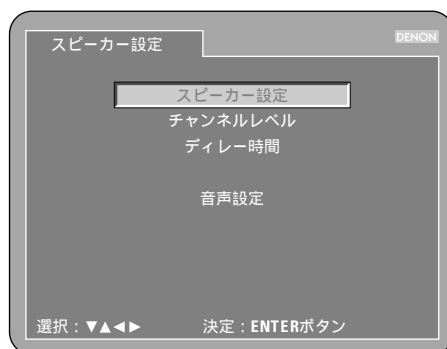 スピーカー設定
DENON
スピーカー設定
チャンネルレベル
ディレー時間
音声設定
選択：▼▲◀▶ 決定：ENTERボタン